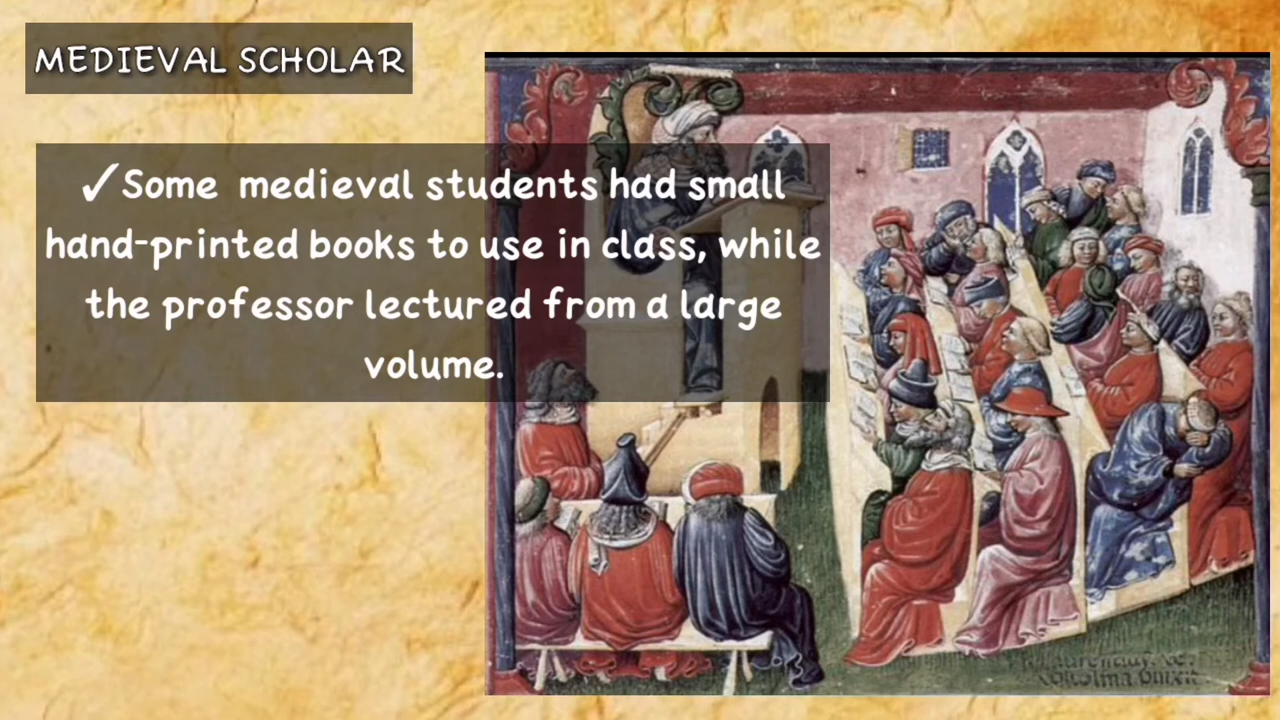 MEDIEVAL SCHOLAR
✓Some medieval students had small
hand-printed books to use in class, while
the professor lectured from a large
volume.